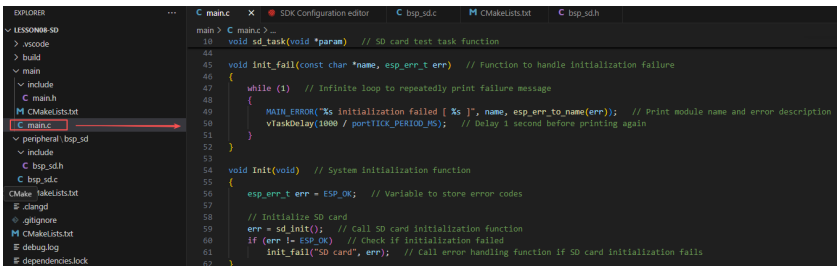 EXPLORER ...
LESSON08-SD
.vscode
build
main
include
C main.h
M CMakeLists.txt
C main.c
peripheral \ bsp_sd
include
C bsp_sd.h
C bsp_sd.c
CMake akeLists.txt
.clangd
.gitignore
M CMakeLists.txt
debug.log
dependencies.lock
C main.c X SDK Configuration editor C bsp_sd.c M CMakeLists.txt C bsp_sd.h
main > C main.c > ...
10 void sd_task(void *param) // SD card test task function
44
45 void init_fail(const char *name, esp_err_t err) // Function to handle initialization failure
46 {
47 while (1) // Infinite loop to repeatedly print failure message
48 {
49 MAIN_ERROR("%s initialization failed [ %s ]", name, esp_err_to_name(err)); // Print module name and error description
50 vTaskDelay(1000 / portTICK_PERIOD_MS); // Delay 1 second before printing again
51 }
52 }
53
54 void Init(void) // System initialization function
55 {
56 esp_err_t err = ESP_OK; // Variable to store error codes
57
58 // Initialize SD card
59 err = sd_init(); // Call SD card initialization function
60 if (err != ESP_OK) // Check if initialization failed
61 init_fail("SD card", err); // Call error handling function if SD card initialization fails
62 }